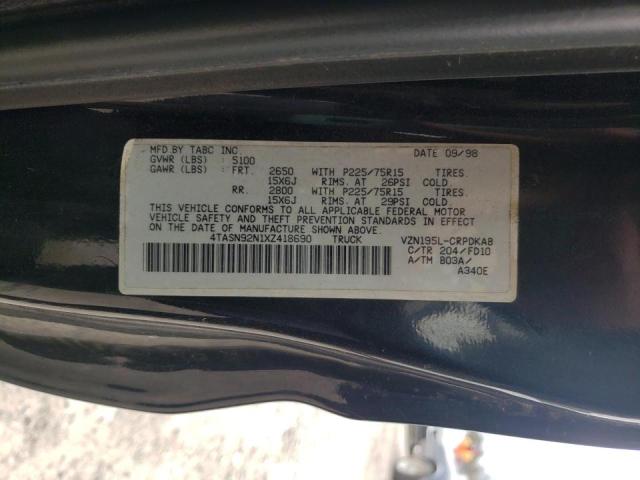 MFD.BY TABC INC. DATE 09/98
GVWR (LBS) : 5100
GAWR (LBS) : FRT. 2650 WITH P225/75R15 TIRES
15X6J RIMS. AT 26PSI COLD
RR. 2800 WITH P225/75R15 TIRES
15X6J RIMS. AT 29PSI COLD
THIS VEHICLE CONFORMS TO ALL APPLICABLE FEDERAL MOTOR
VEHICLE SAFETY AND THEFT PREVENTION STANDARDS IN EFFECT ON
THE DATE OF MANUFACTURE SHOWN ABOVE.
4TASN92N1XZ418690 TRUCK VZN195L-CRPDKAB
C/TR 204/FD10
A/TM B03A/
A340E